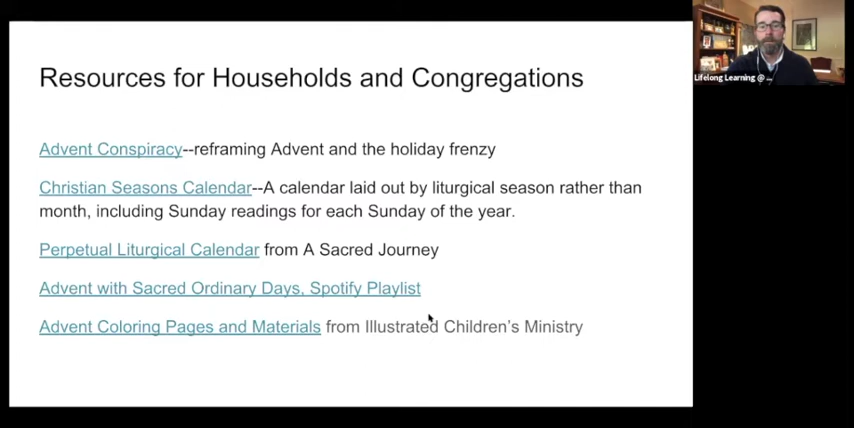 Resources for Households and Congregations
Advent Conspiracy--reframing Advent and the holiday frenzy
Christian Seasons Calendar--A calendar laid out by liturgical season rather than
month, including Sunday readings for each Sunday of the year.
Perpetual Liturgical Calendar from A Sacred Journey
Advent with Sacred Ordinary Days, Spotify Playlist
Advent Coloring Pages and Materials from Illustrated Children's Ministry
Lifelong Learning @ ...